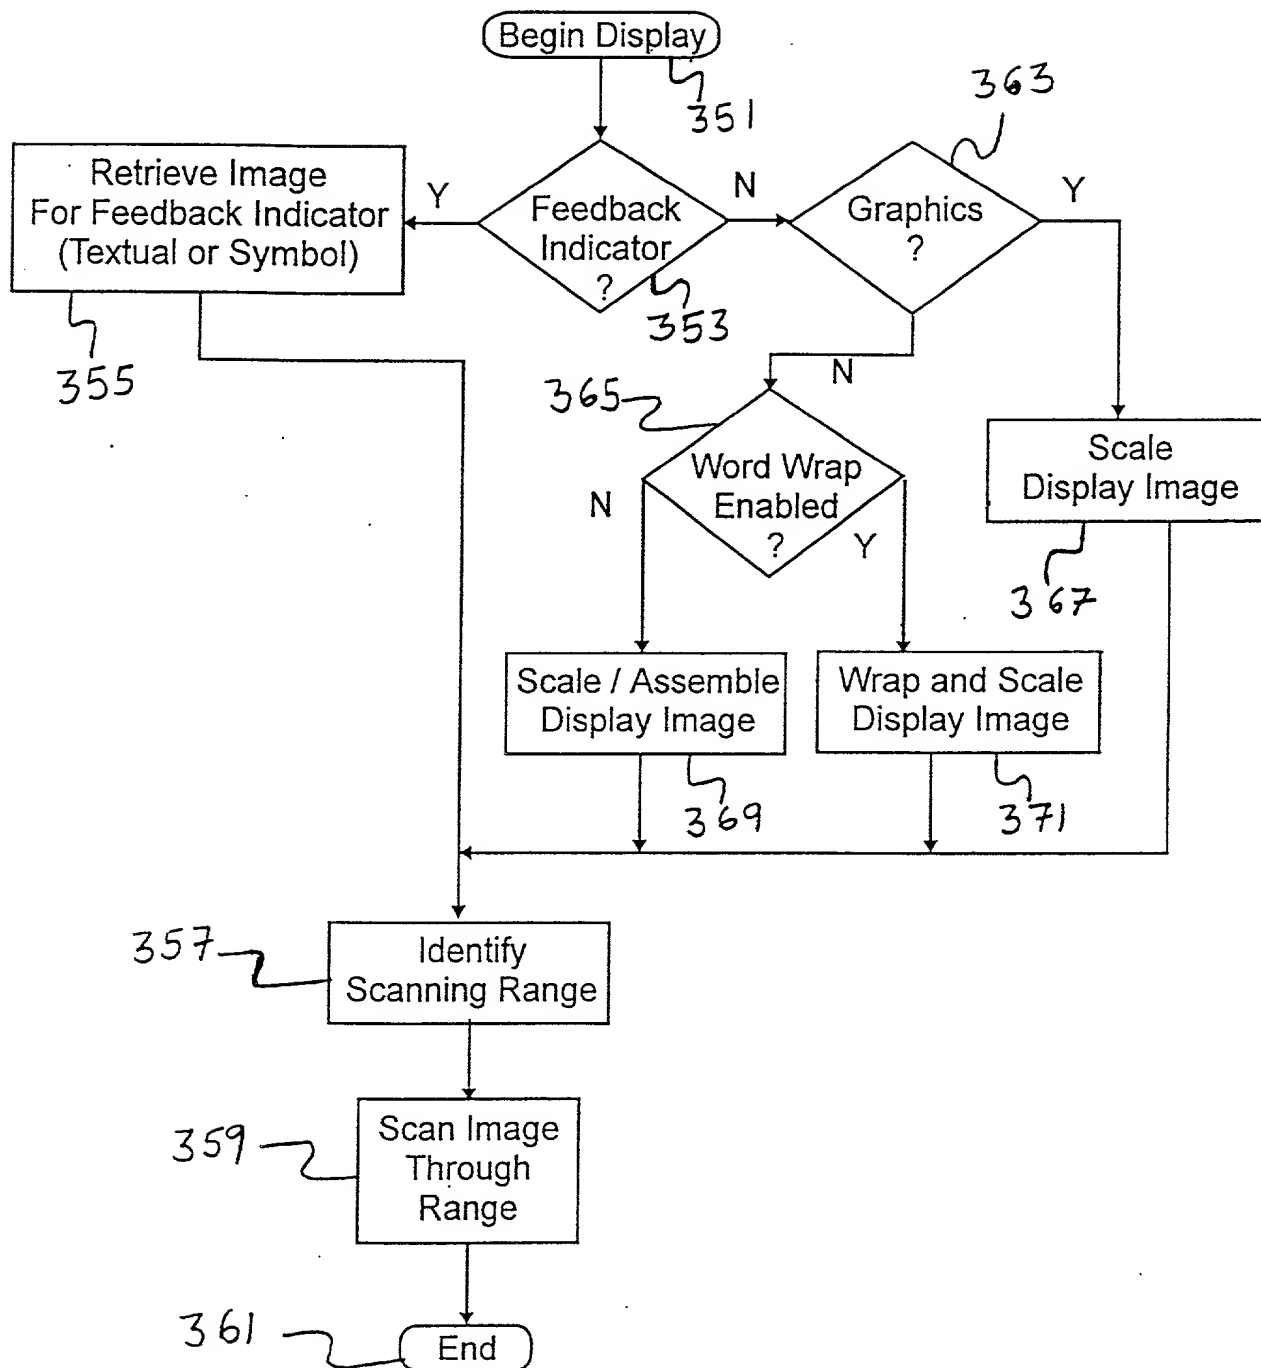 Begin Display
351
363
Retrieve Image
For Feedback Indicator
(Textual or Symbol)
Y
Feedback
Indicator
?
N
Graphics
?
Y
353
355
N
365
Word Wrap
Enabled
?
N
Y
Scale
Display Image
367
Scale / Assemble
Display Image
Wrap and Scale
Display Image
369
371
357
Identify
Scanning Range
359
Scan Image
Through
Range
361
End